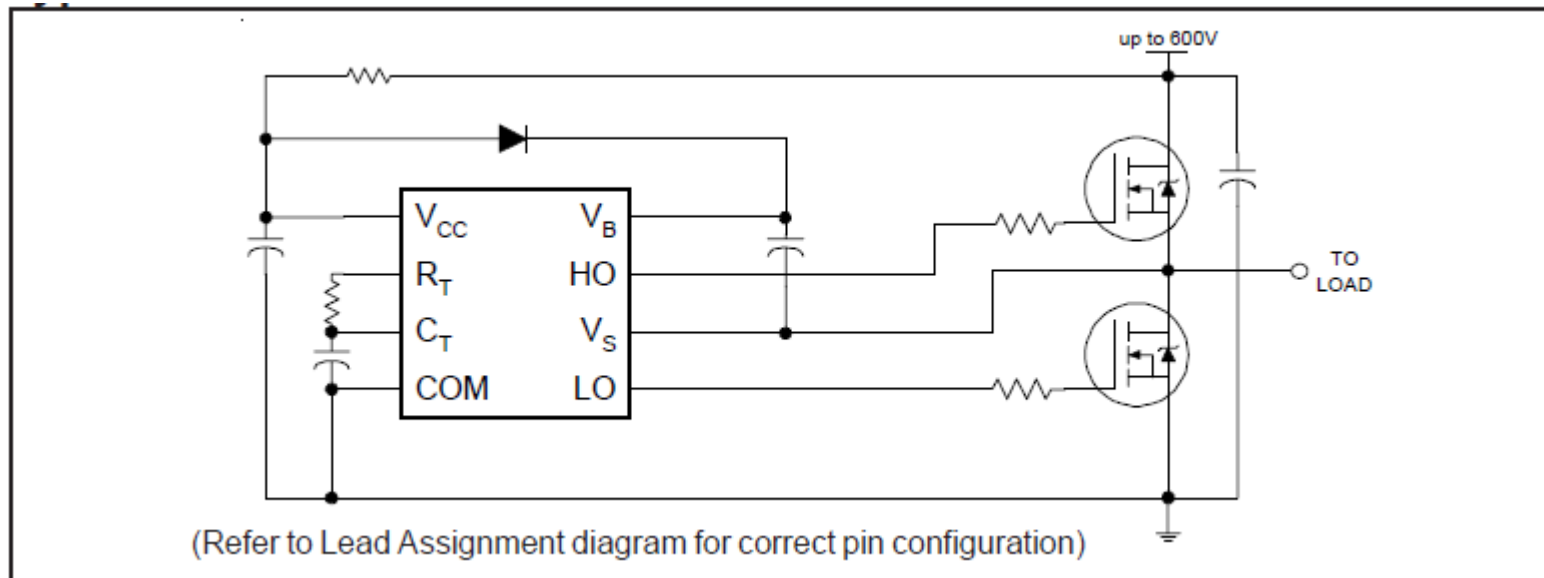 up to 600V
VCC
VB
RT
HO
CT
VS
COM
LO
TO
LOAD
(Refer to Lead Assignment diagram for correct pin configuration)